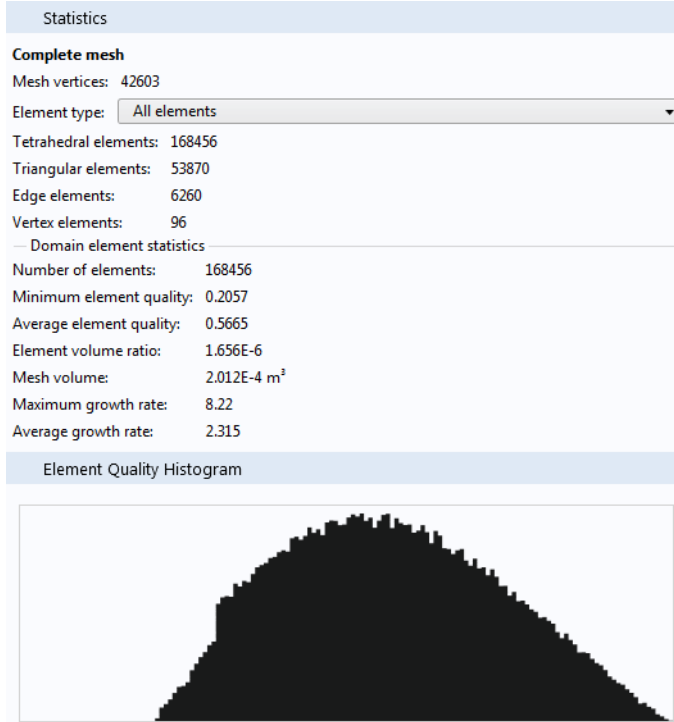 Statistics
Complete mesh
Mesh vertices: 42603
Element type: All elements
Tetrahedral elements: 168456
Triangular elements: 53870
Edge elements: 6260
Vertex elements: 96
Domain element statistics
Number of elements: 168456
Minimum element quality: 0.2057
Average element quality: 0.5665
Element volume ratio: 1.656E-6
Mesh volume: 2.012E-4 m³
Maximum growth rate: 8.22
Average growth rate: 2.315
Element Quality Histogram